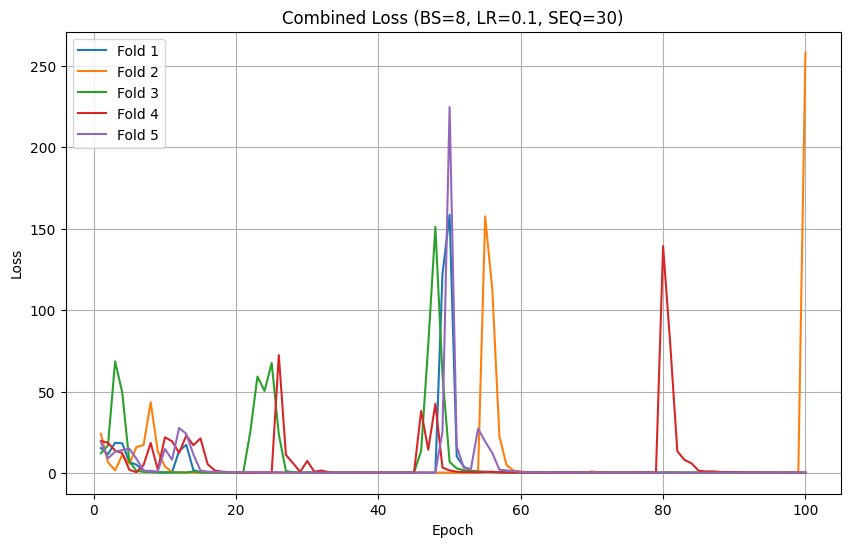 Combined Loss (BS=8, LR=0.1, SEQ=30)
Fold 1
Fold 2
Fold 3
Fold 4
Fold 5
250
200
150
100
50
0
Loss
0 20 40 60 80 100
Epoch